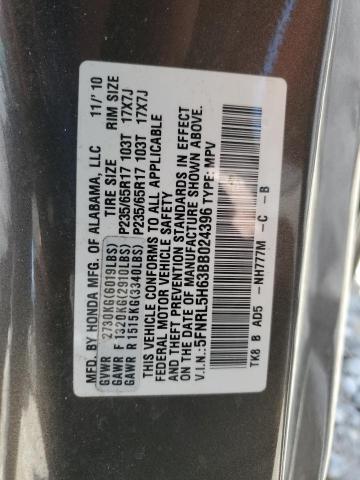 MFD. BY HONDA MFG. OF ALABAMA, LLC 11/'10
TIRE SIZE RIM SIZE
GVWR 2730KG(6019LBS)
GAWR F 1320KG(2910LBS) P235/65R17 103T 17X7J
GAWR R 1515KG(3340LBS) P235/65R17 103T 17X7J
THIS VEHICLE CONFORMS TO ALL APPLICABLE
FEDERAL MOTOR VEHICLE SAFETY
AND THEFT PREVENTION STANDARDS IN EFFECT
ON THE DATE OF MANUFACTURE SHOWN ABOVE.
V.I.N.: 5FNRL5H63BB024396 TYPE: MPV
TK8 B AD5 -NH777M -C -B